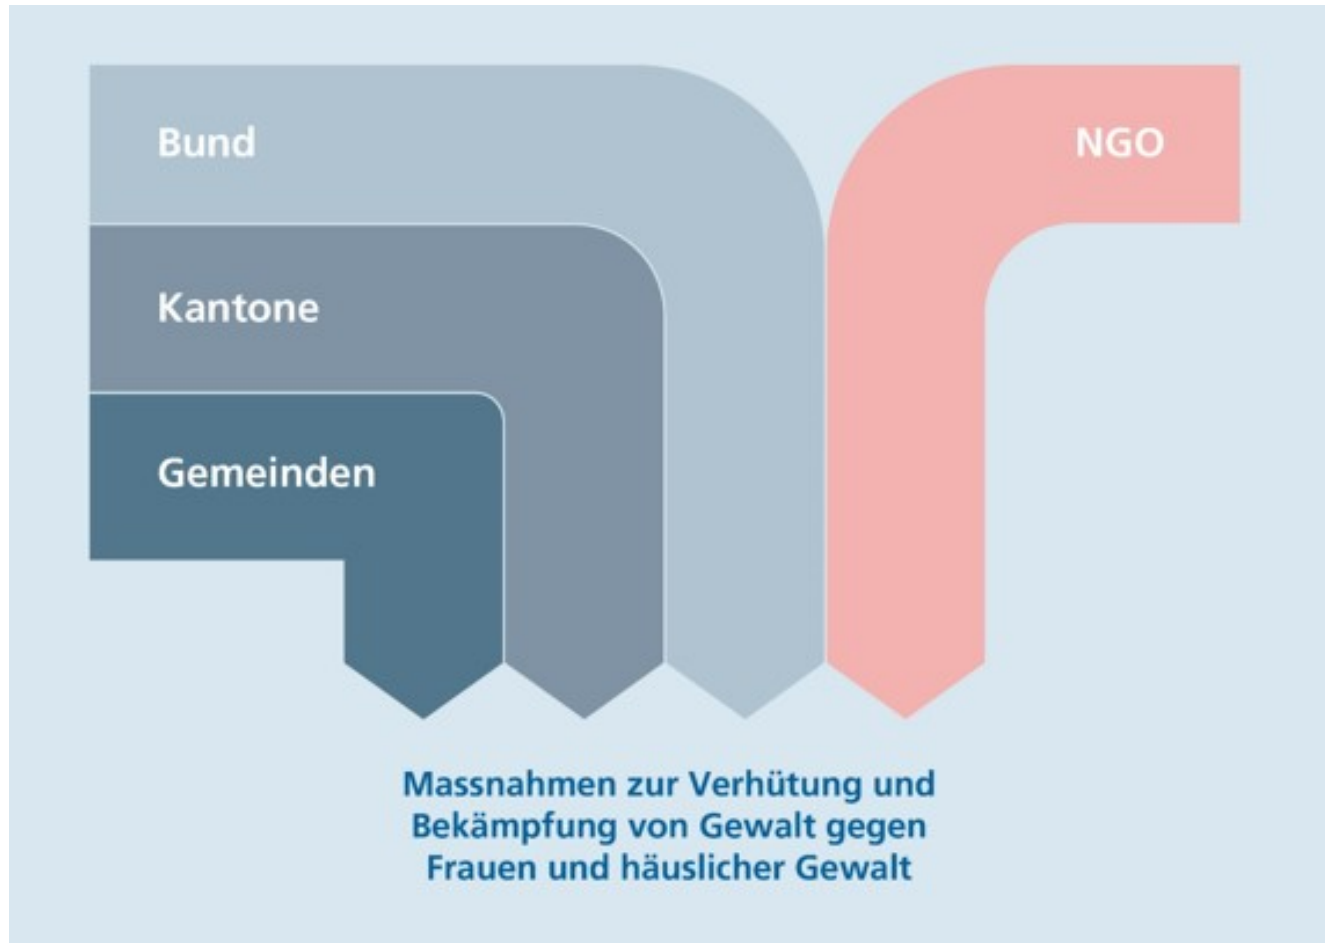 Bund
NGO
Kantone
Gemeinden
Massnahmen zur Verhütung und
Bekämpfung von Gewalt gegen
Frauen und häuslicher Gewalt